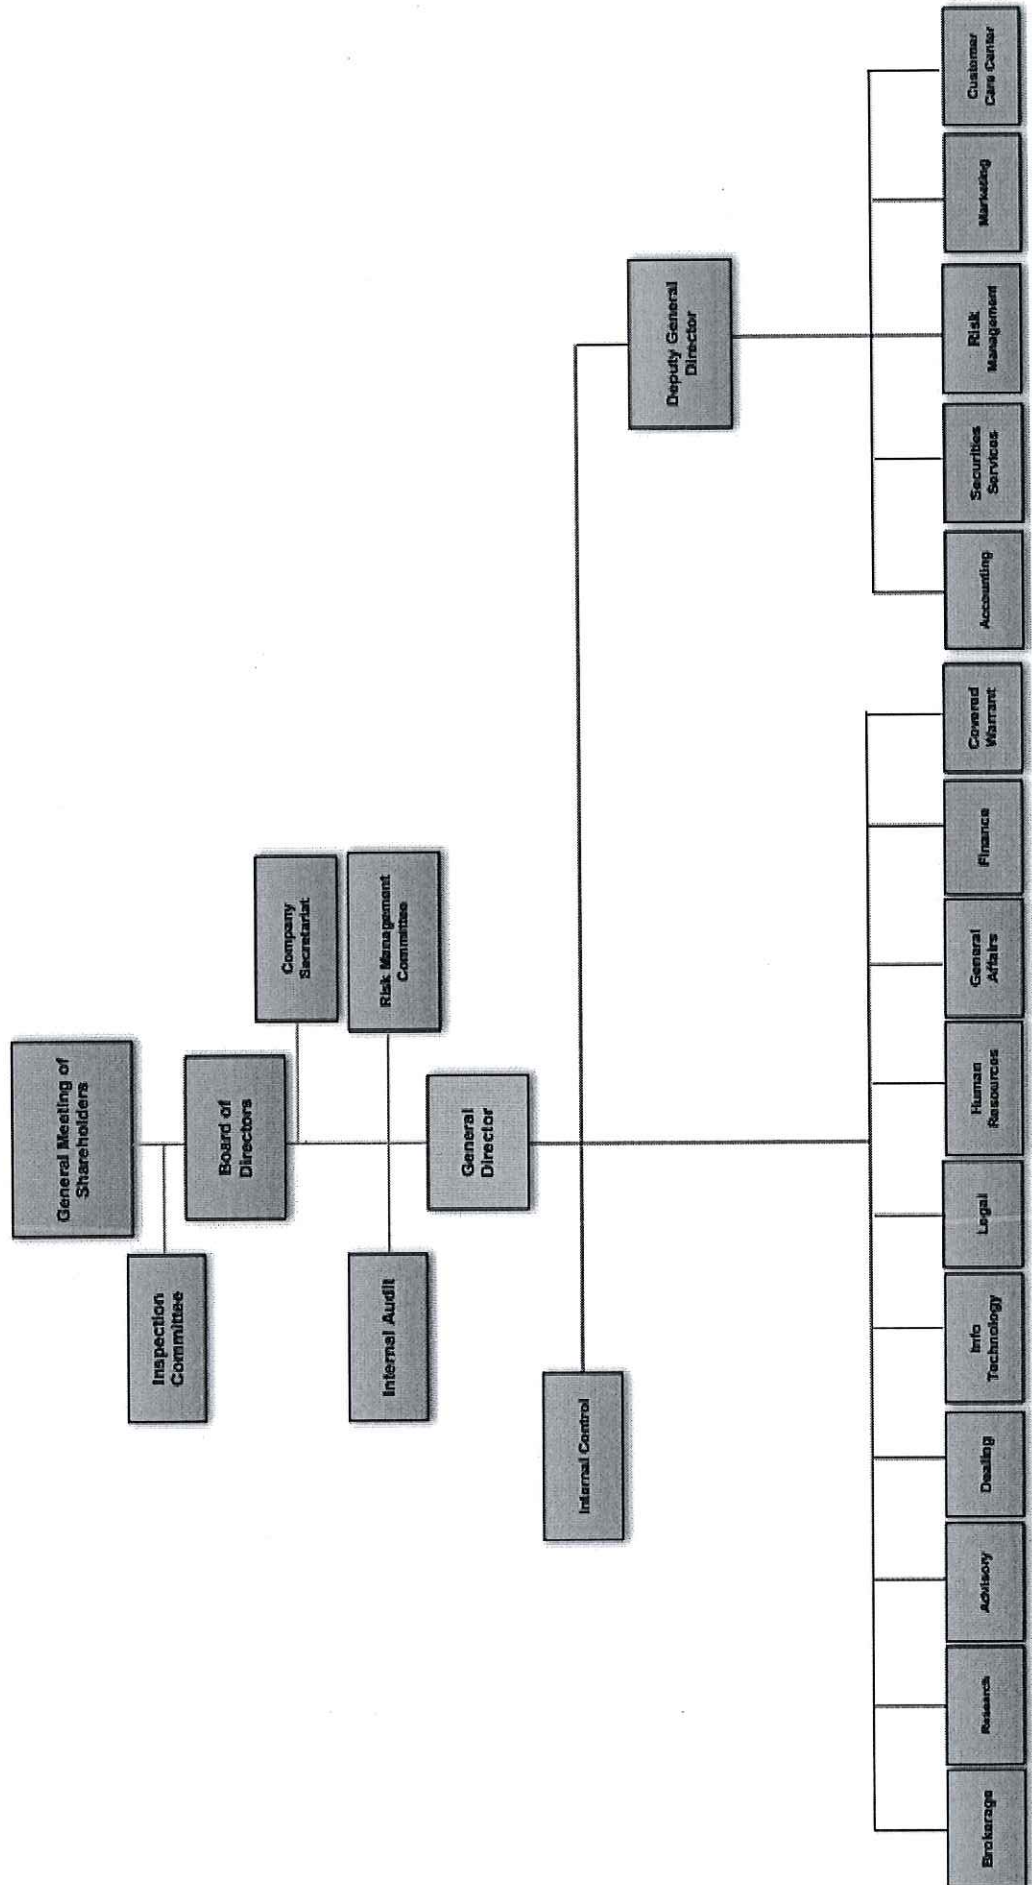 General Meeting of
Shareholders
Inspection
Committee
Board of
Directors
Company
Secretariat
Internal Audit
Risk Management
Committee
General
Director
Internal Control
Deputy General
Director
Brokerage
Research
Advisory
Dealing
Info
Technology
Legal
Human
Resources
General
Affairs
Finance
Covered
Warrant
Accounting
Securities
Services
Risk
Management
Marketing
Customer
Care Center